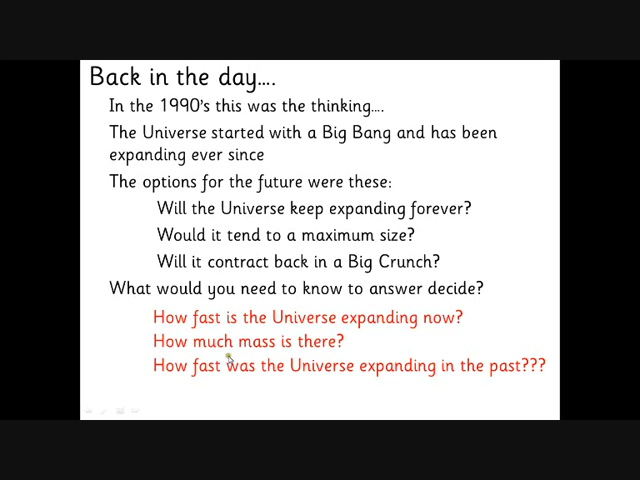 Back in the day....
In the 1990's this was the thinking....
The Universe started with a Big Bang and has been
expanding ever since
The options for the future were these:
Will the Universe keep expanding forever?
Would it tend to a maximum size?
Will it contract back in a Big Crunch?
What would you need to know to answer decide?
How fast is the Universe expanding now?
How much mass is there?
How fast was the Universe expanding in the past???